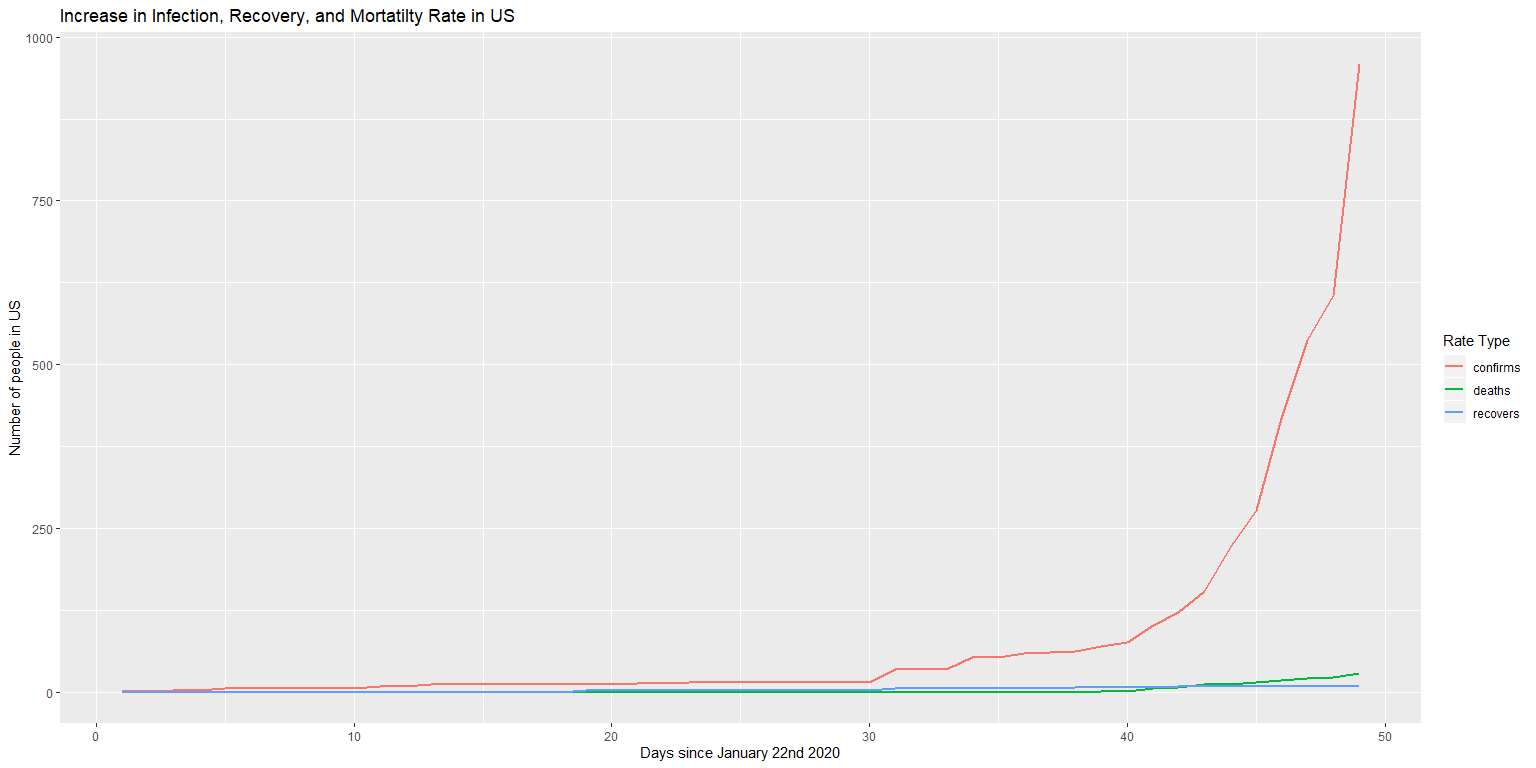 Increase in Infection, Recovery, and Mortatilty Rate in US
1000
750
500
250
0
Number of people in US
0 10 20 30 40 50
Days since January 22nd 2020
Rate Type
confirms
deaths
recovers